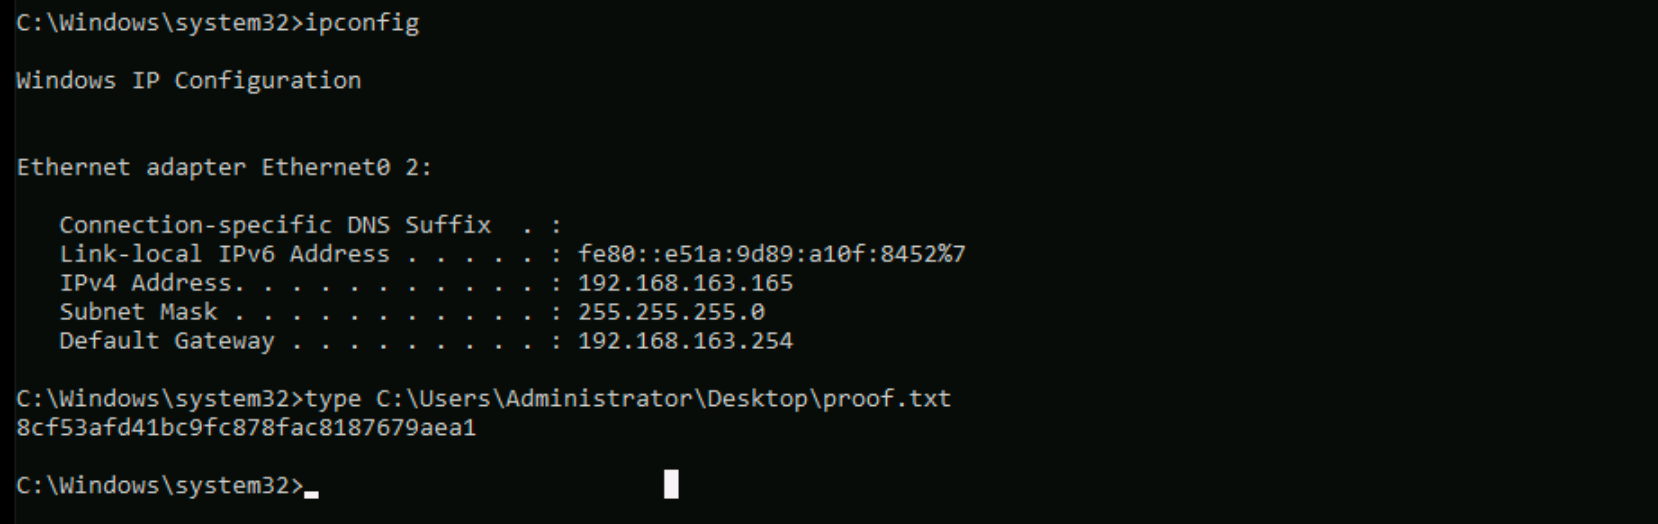 C:\Windows\system32>ipconfig
Windows IP Configuration
Ethernet adapter Ethernet0 2:
Connection-specific DNS Suffix  . :
Link-local IPv6 Address . . . . . : fe80::e51a:9d89:a10f:8452%7
IPv4 Address. . . . . . . . . . . : 192.168.163.165
Subnet Mask . . . . . . . . . . . : 255.255.255.0
Default Gateway . . . . . . . . . : 192.168.163.254
C:\Windows\system32>type C:\Users\Administrator\Desktop\proof.txt
8cf53afd41bc9fc878fac8187679aea1
C:\Windows\system32>